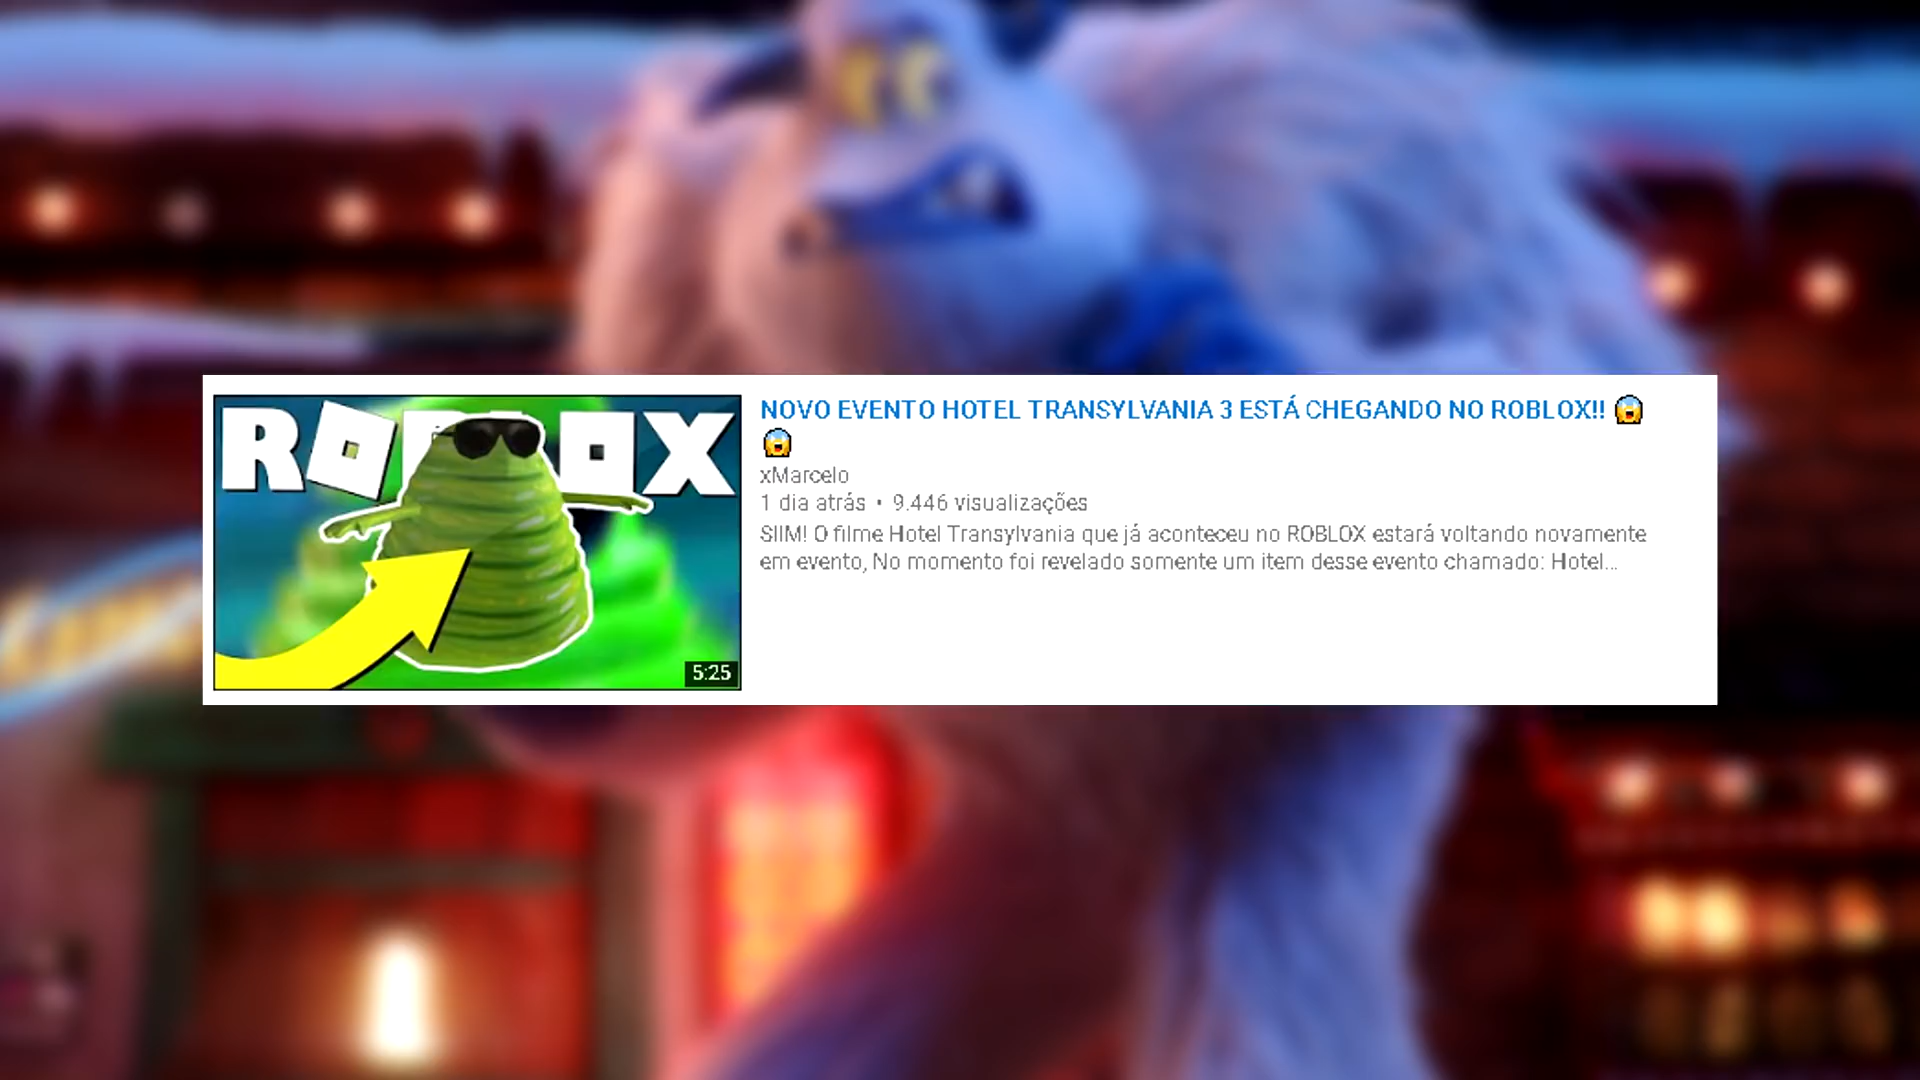 ROBLOX
NOVO EVENTO HOTEL TRANSYLVANIA 3 ESTÁ CHEGANDO NO ROBLOX!! 😱
😱
xMarcelo
1 dia atrás • 9.446 visualizações
SIIM! O filme Hotel Transylvania que já aconteceu no ROBLOX estará voltando novamente
em evento, No momento foi revelado somente um item desse evento chamado: Hotel...
5:25